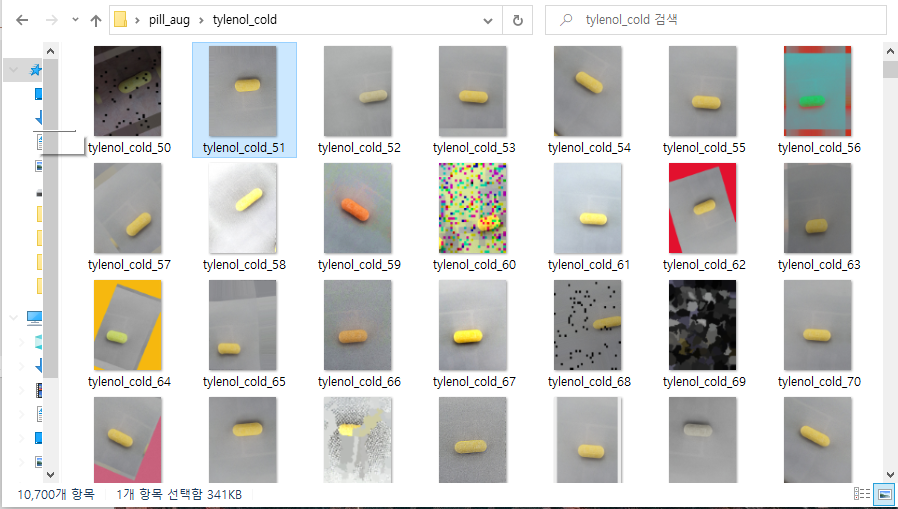 pill_aug > tylenol_cold
tylenol_cold 검색
tylenol_cold_50 tylenol_cold_51 tylenol_cold_52 tylenol_cold_53 tylenol_cold_54 tylenol_cold_55 tylenol_cold_56
tylenol_cold_57 tylenol_cold_58 tylenol_cold_59 tylenol_cold_60 tylenol_cold_61 tylenol_cold_62 tylenol_cold_63
tylenol_cold_64 tylenol_cold_65 tylenol_cold_66 tylenol_cold_67 tylenol_cold_68 tylenol_cold_69 tylenol_cold_70
10,700개 항목 1개 항목 선택함 341KB